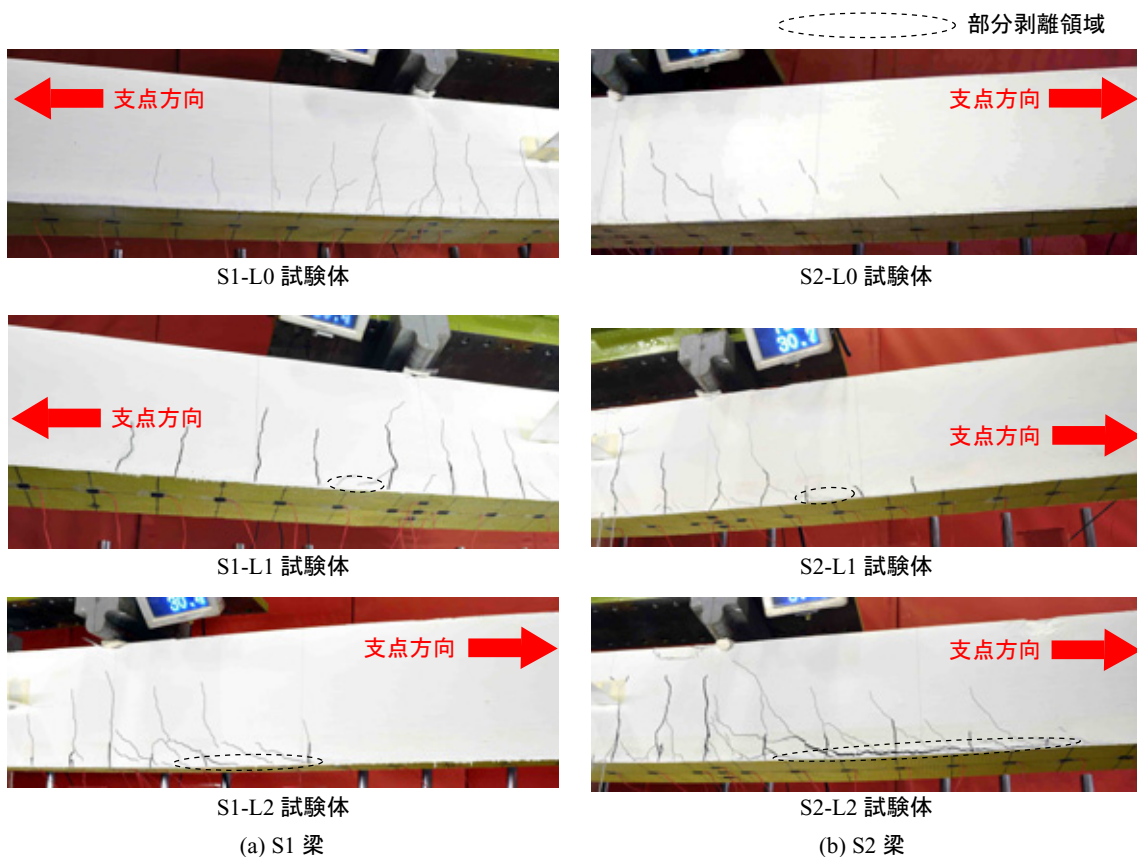 部分剥離領域
支点方向
支点方向
S1-L0 試験体
S2-L0 試験体
30.7
支点方向
支点方向
S1-L1 試験体
S2-L1 試験体
支点方向
支点方向
S1-L2 試験体
S2-L2 試験体
(a) S1 梁
(b) S2 梁